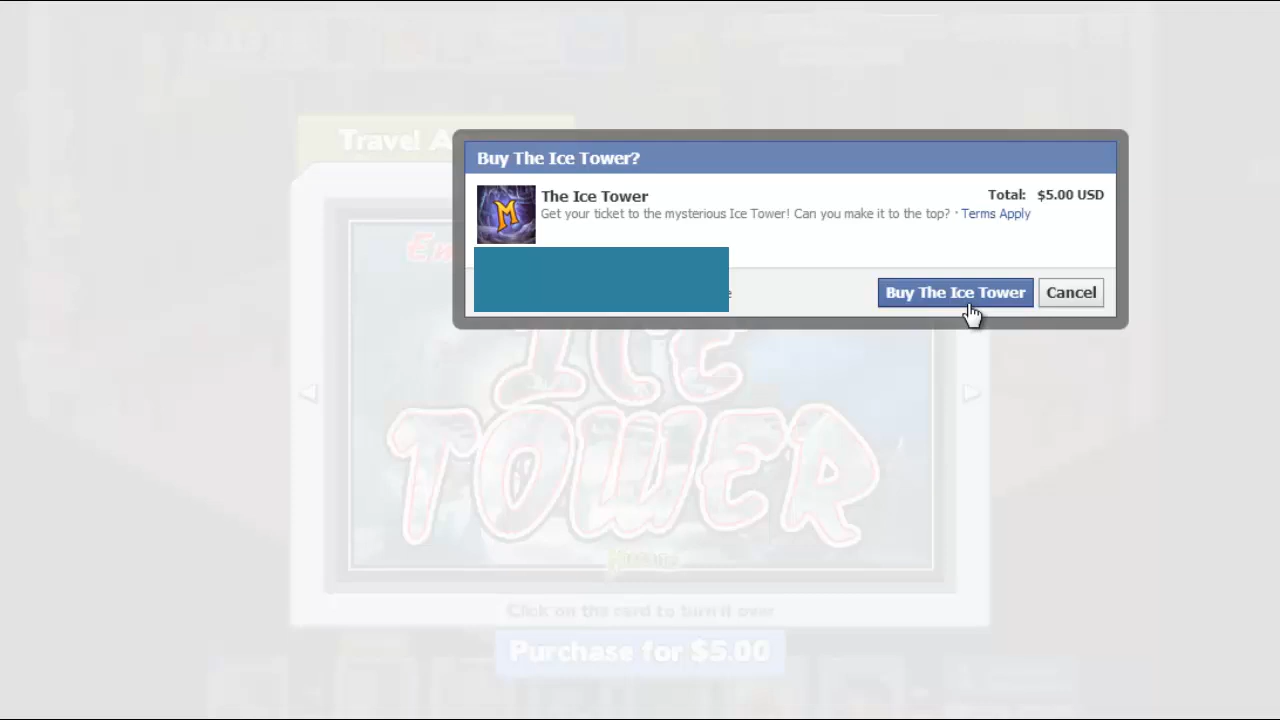 Travel A
Buy The Ice Tower?
The Ice Tower
Total: $5.00 USD
Get your ticket to the mysterious Ice Tower! Can you make it to the top? · Terms Apply
Buy The Ice Tower
Cancel
ICE
TOWER
Click on the card to turn it over
Purchase for $5.00